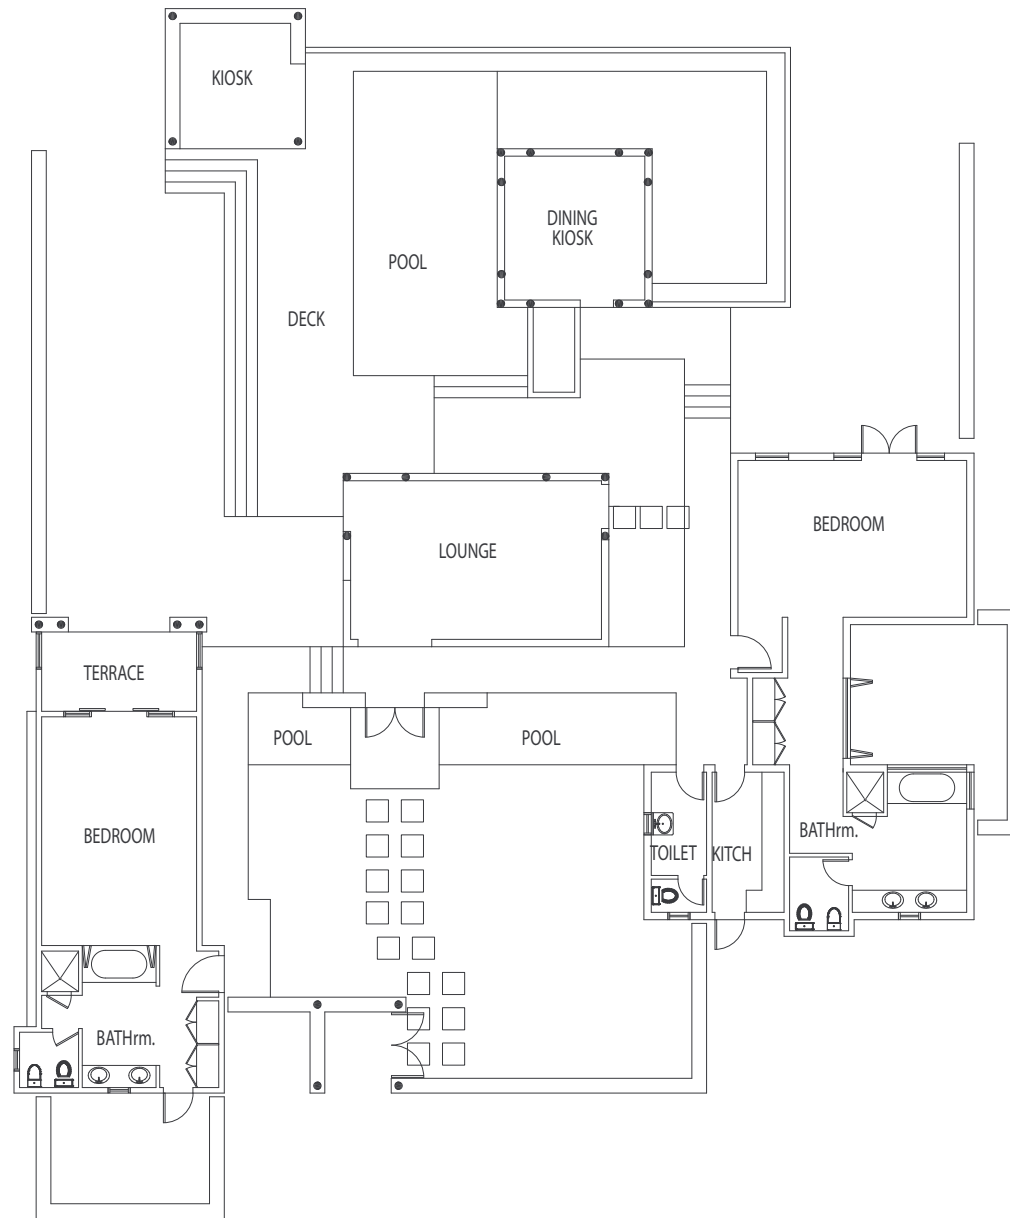 KIOSK
DINING
KIOSK
POOL
DECK
BEDROOM
LOUNGE
TERRACE
POOL
POOL
BEDROOM
BATHrm.
TOILET
KITCH
BATHrm.